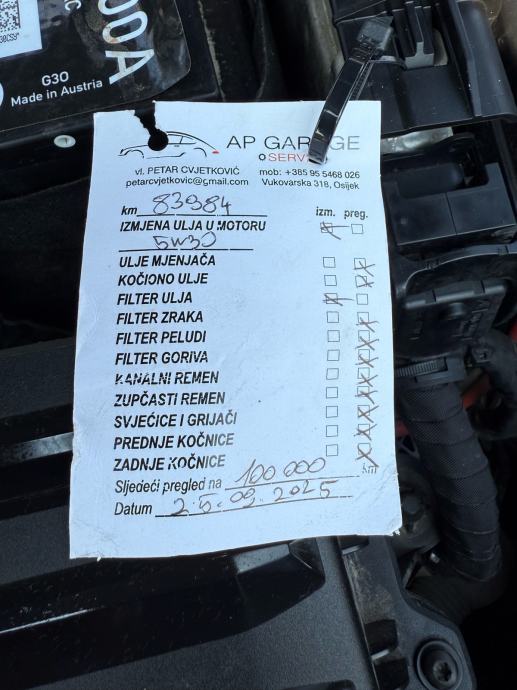 00A
G30
Made in Austria
AP GARAGE
SERVIS
vl. PETAR CVJETKOVIĆ
petarcvjetkovic@gmail.com
mob: +385 95 5468 026
Vukovarska 318, Osijek
km 83984
izm. preg.
IZMJENA ULJA U MOTORU
5W30
ULJE MJENJAČA
KOČIONO ULJE
FILTER ULJA
FILTER ZRAKA
FILTER PELUDI
FILTER GORIVA
KANALNI REMEN
ZUPČASTI REMEN
SVJEĆICE I GRIJAČI
PREDNJE KOČNICE
ZADNJE KOČNICE
Sljedeći pregled na 100 000 km
Datum 25.09.2025